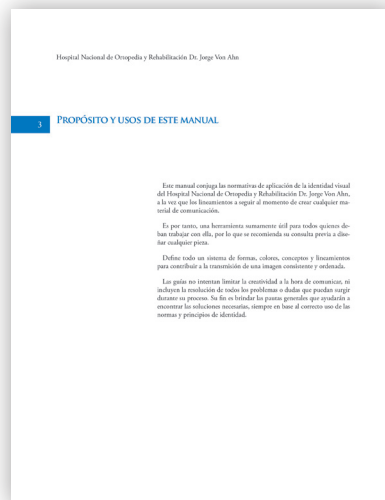 Hospital Nacional de Ortopedia y Rehabilitación Dr. Jorge Von Ahn
3
PROPÓSITO Y USOS DE ESTE MANUAL
Este manual conjuga las normativas de aplicación de la identidad visual
del Hospital Nacional de Ortopedia y Rehabilitación Dr. Jorge Von Ahn,
a la vez que los lineamientos a seguir al momento de crear cualquier ma-
terial de comunicación.
Es por tanto, una herramienta sumamente útil para todos quienes de-
ban trabajar con ella, por lo que se recomienda su consulta previa a dise-
ñar cualquier pieza.
Define todo un sistema de formas, colores, conceptos y lineamientos
para contribuir a la transmisión de una imagen consistente y ordenada.
Las guías no intentan limitar la creatividad a la hora de comunicar, ni
incluyen la resolución de todos los problemas o dudas que puedan surgir
durante su proceso. Su fin es brindar las pautas generales que ayudarán a
encontrar las soluciones necesarias, siempre en base al correcto uso de las
normas y principios de identidad.